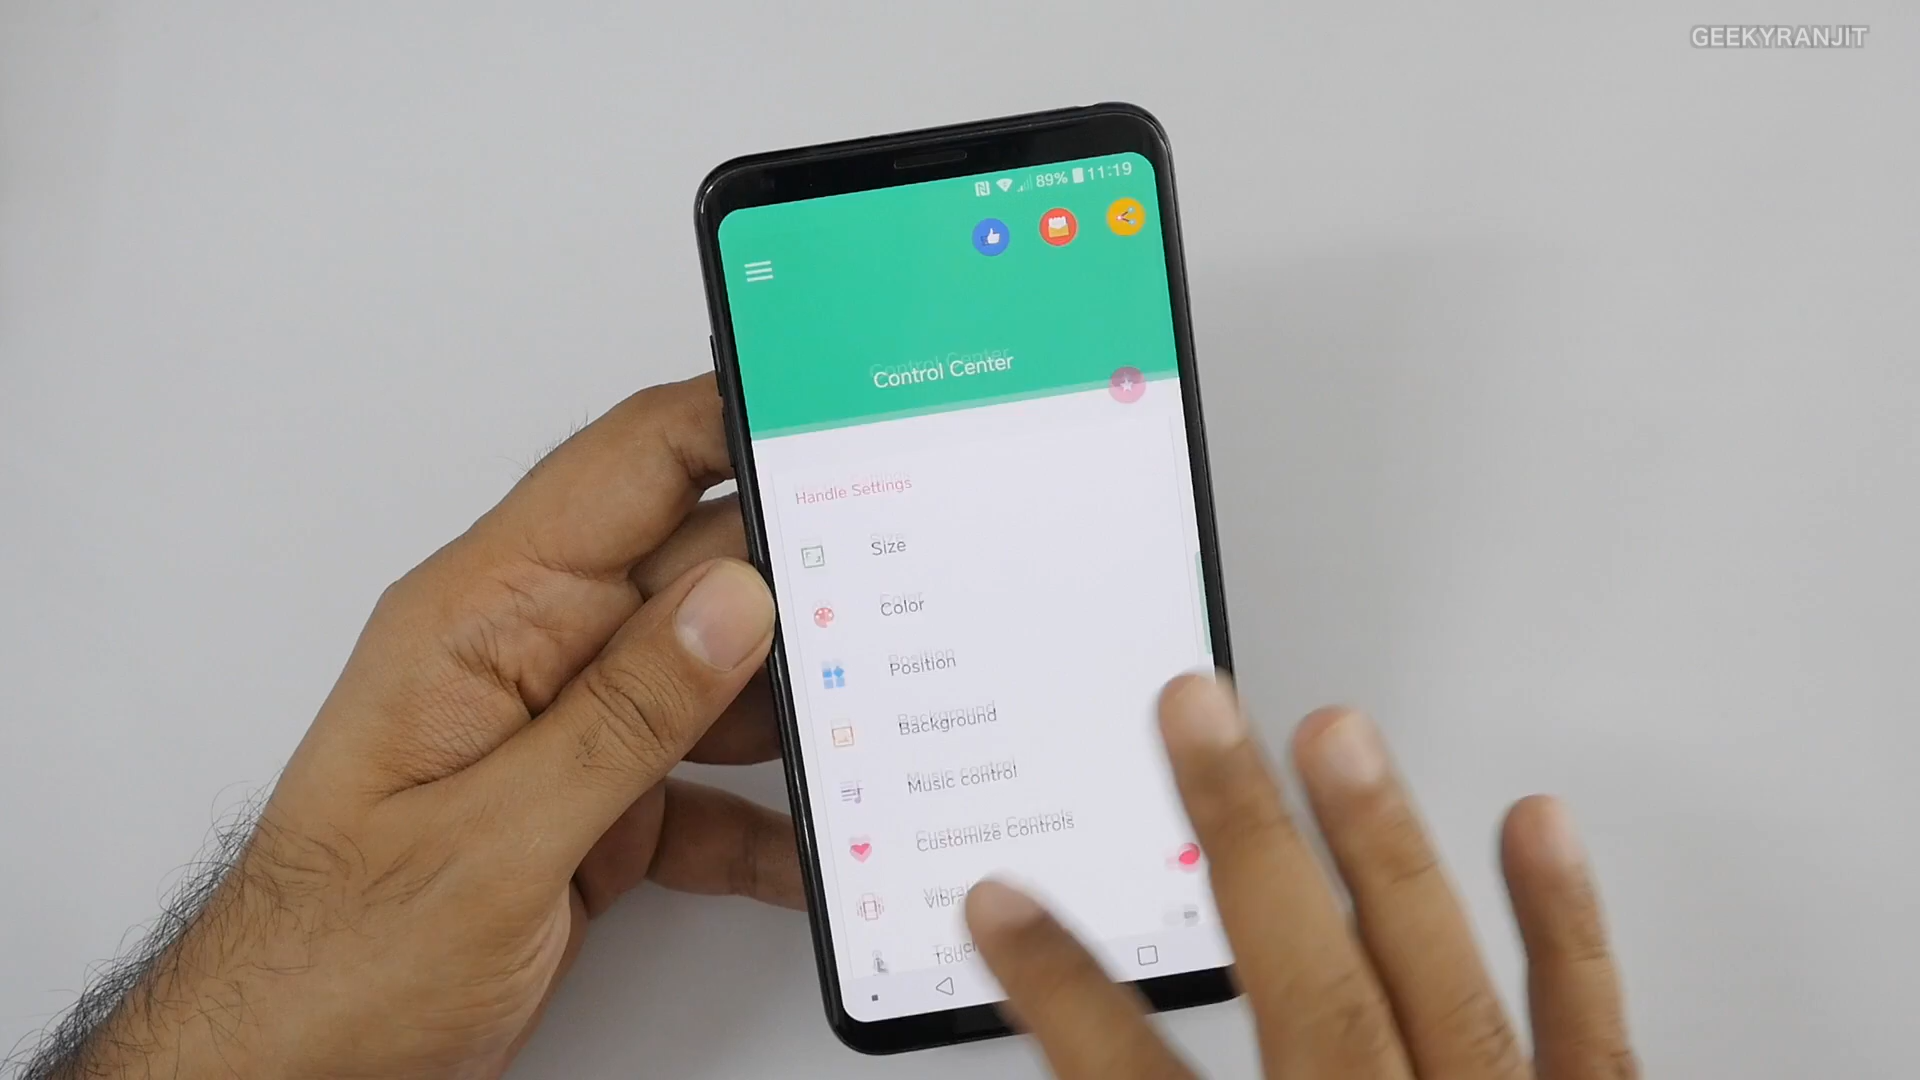 GEEKYRANJIT
89% 11:19
Control Center
Handle Settings
Size
Color
Position
Background
Music control
Customize Controls